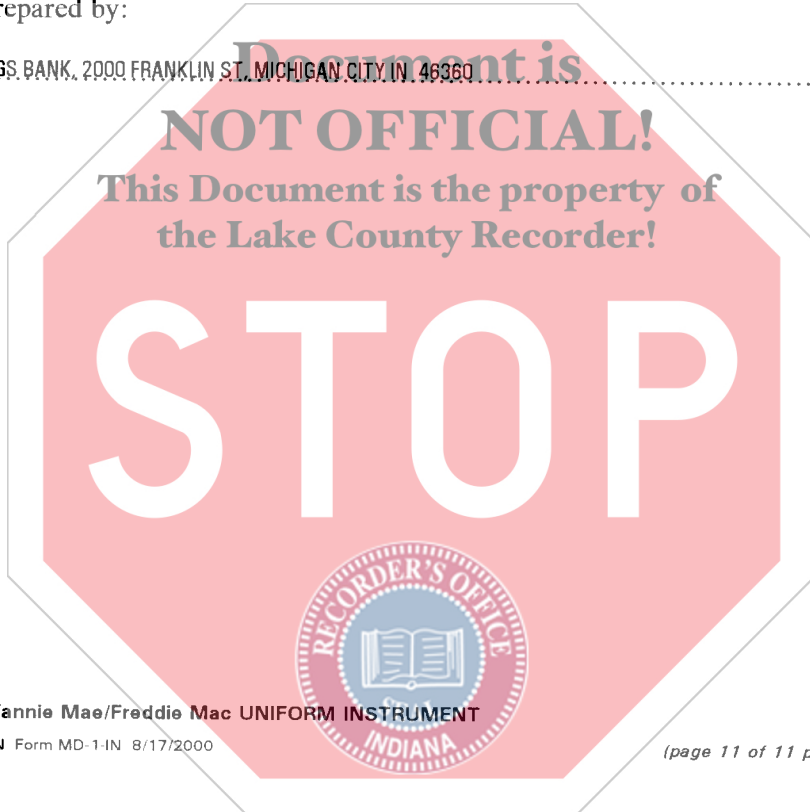 repared by:
GS BANK, 2000 FRANKLIN ST., MICHIGAN CITY IN 46360
Document is
NOT OFFICIAL!
This Document is the property of
the Lake County Recorder!
STOP
RECORDER'S OFFICE
SEAL
INDIANA
annie Mae/Freddie Mac UNIFORM INSTRUMENT
N Form MD-1-IN 8/17/2000
(page 11 of 11 p